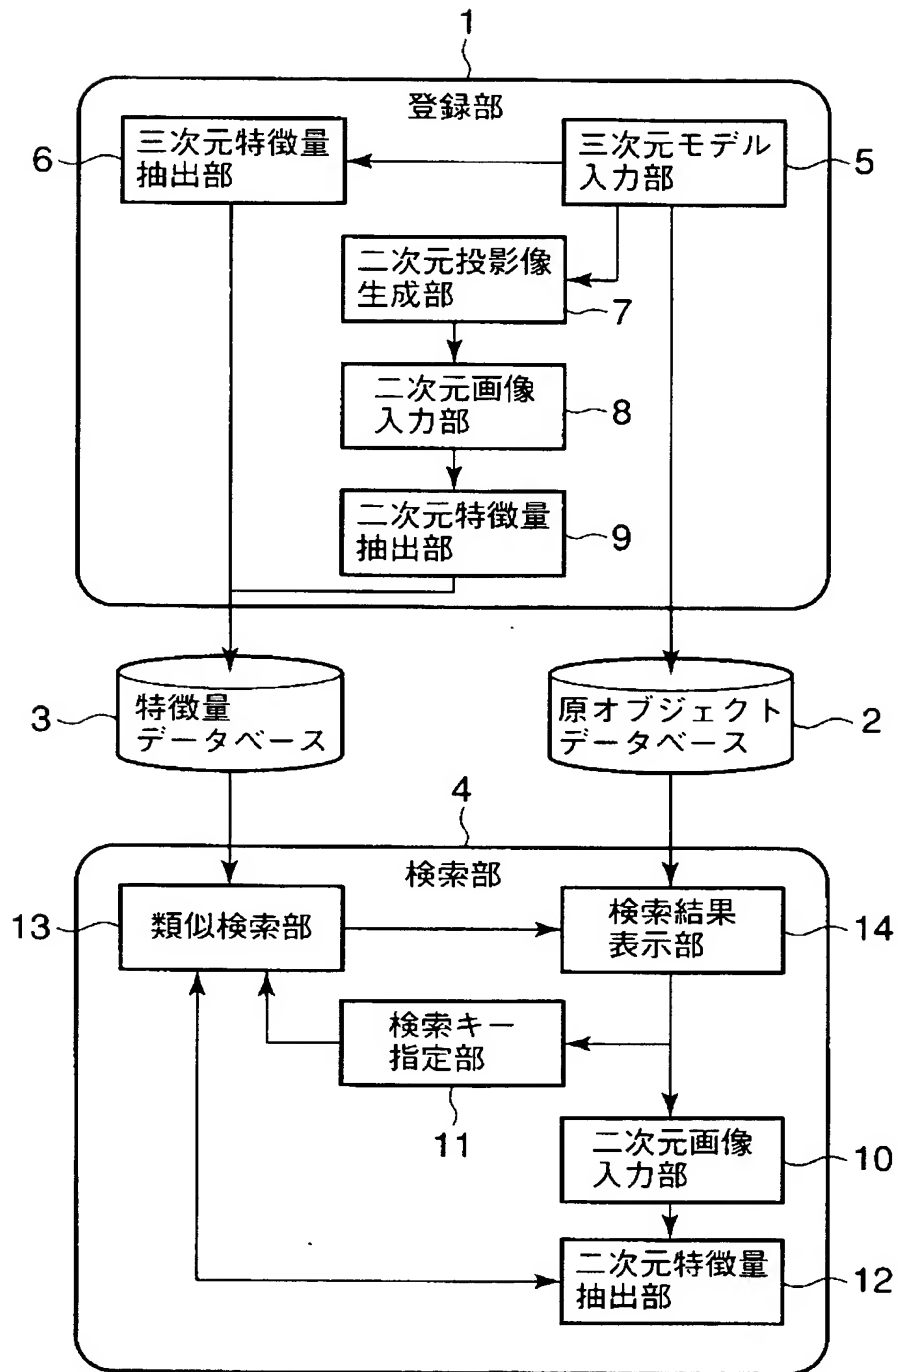 1
登録部
三次元特徴量
抽出部
6
三次元モデル
入力部
5
二次元投影像
生成部
7
二次元画像
入力部
8
二次元特徴量
抽出部
9
特徴量
データベース
3
原オブジェクト
データベース
2
4
検索部
類似検索部
13
検索結果
表示部
14
検索キー
指定部
11
二次元画像
入力部
10
二次元特徴量
抽出部
12